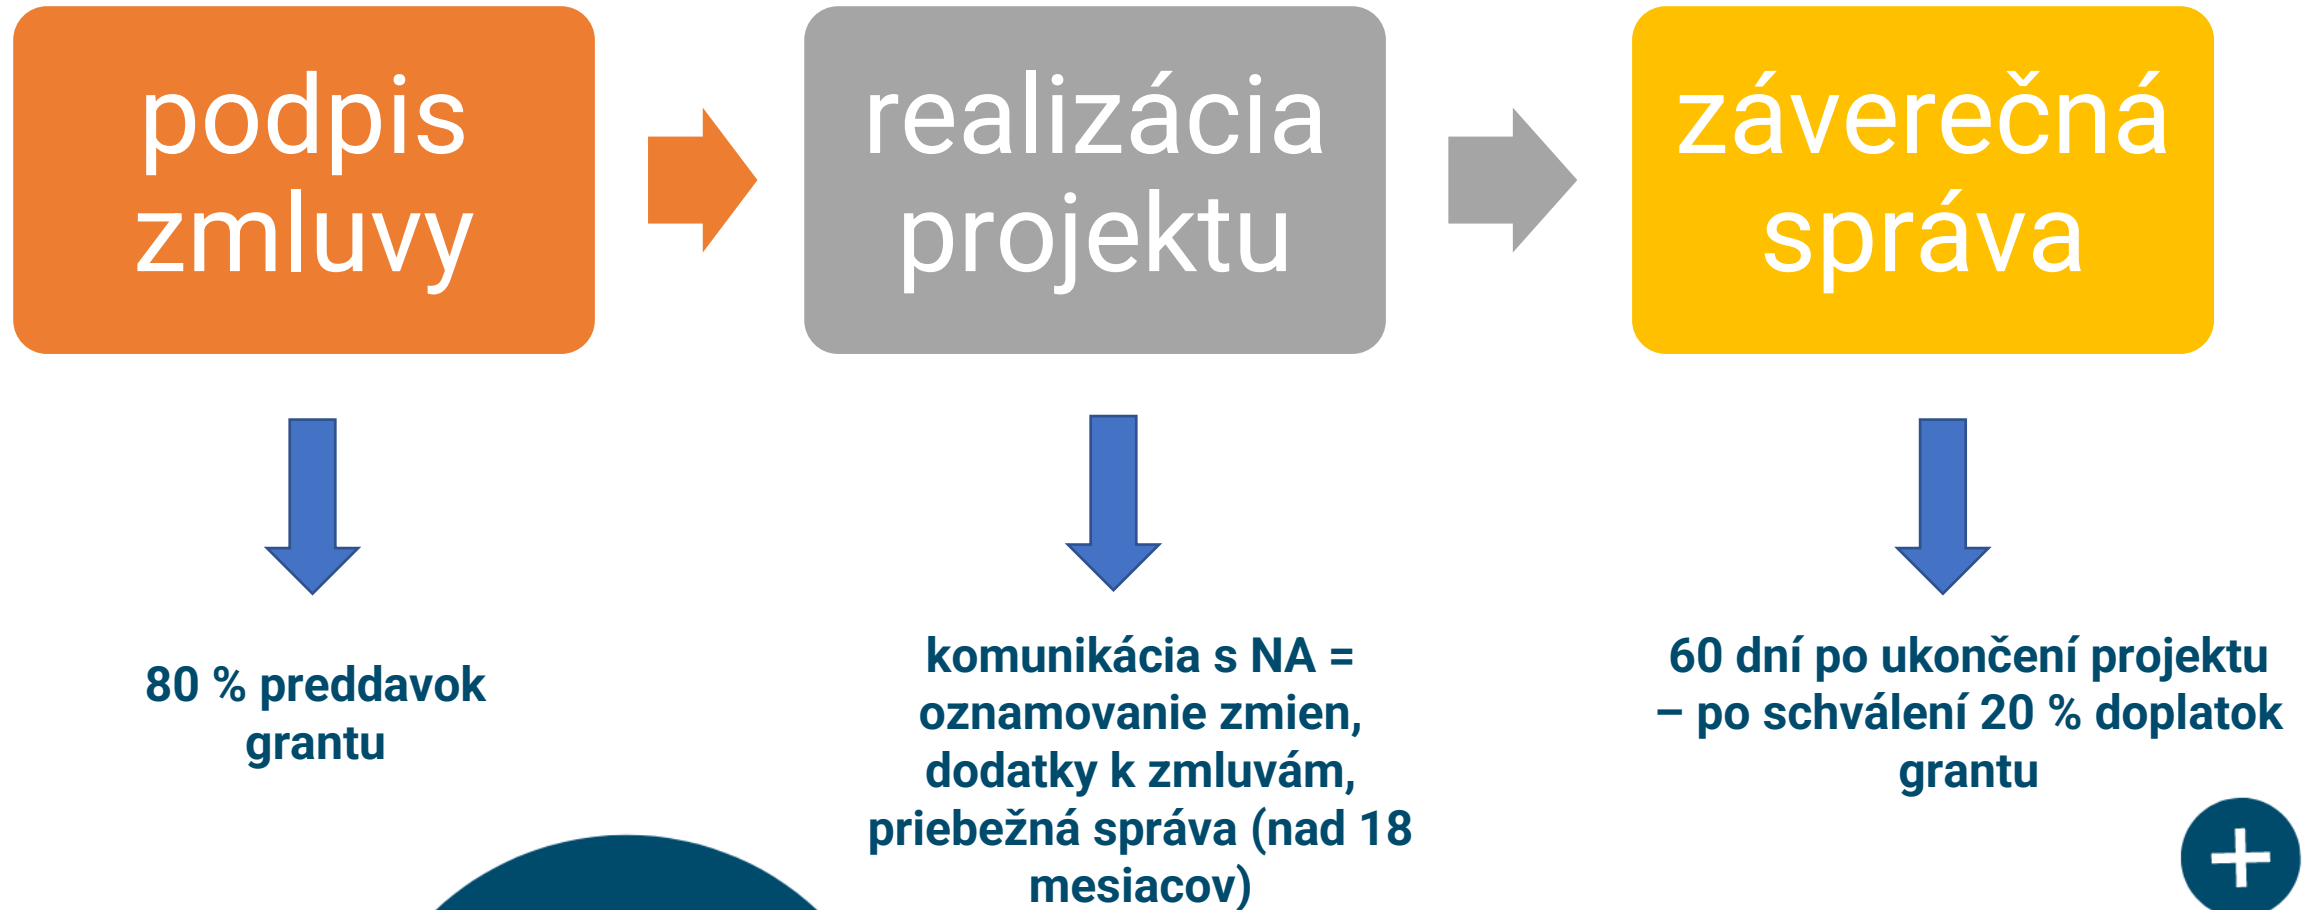 podpis
zmluvy
realizácia
projektu
záverečná
správa
80 % preddavok
grantu
komunikácia s NA =
oznamovanie zmien,
dodatky k zmluvám,
priebežná správa (nad 18
mesiacov)
60 dní po ukončení projektu
– po schválení 20 % doplatok
grantu